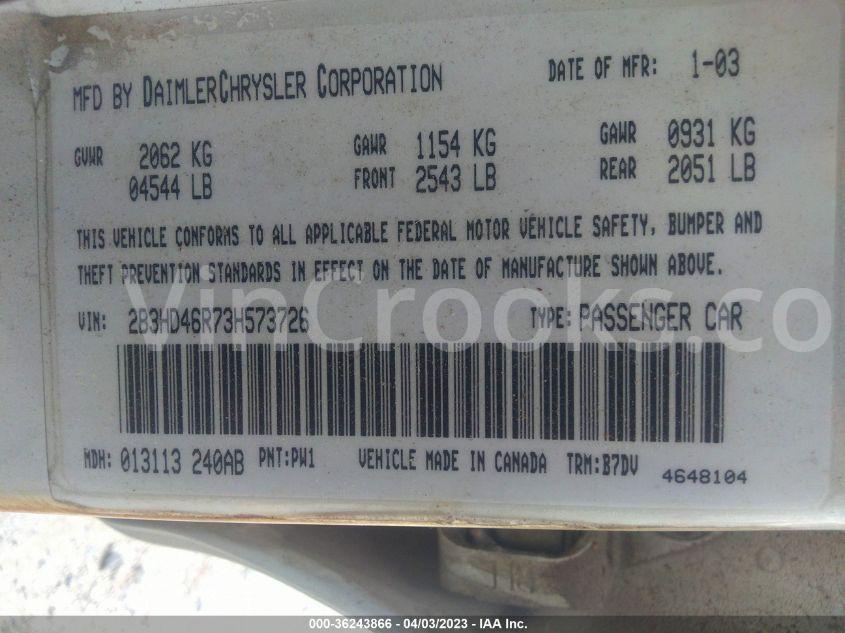 MFD BY DAIMLERCHRYSLER CORPORATION DATE OF MFR: 1-03
GVWR 2062 KG GAWR 1154 KG GAWR 0931 KG
04544 LB FRONT 2543 LB REAR 2051 LB
THIS VEHICLE CONFORMS TO ALL APPLICABLE FEDERAL MOTOR VEHICLE SAFETY, BUMPER AND
THEFT PREVENTION STANDARDS IN EFFECT ON THE DATE OF MANUFACTURE SHOWN ABOVE.
VinCrooks.co
VIN: 2B3HD46R73H573726 TYPE: PASSENGER CAR
MDH: 013113 240AB PNT:PW1 VEHICLE MADE IN CANADA TRM:B7DV 4648104
000-36243866 - 04/03/2023 - IAA Inc.